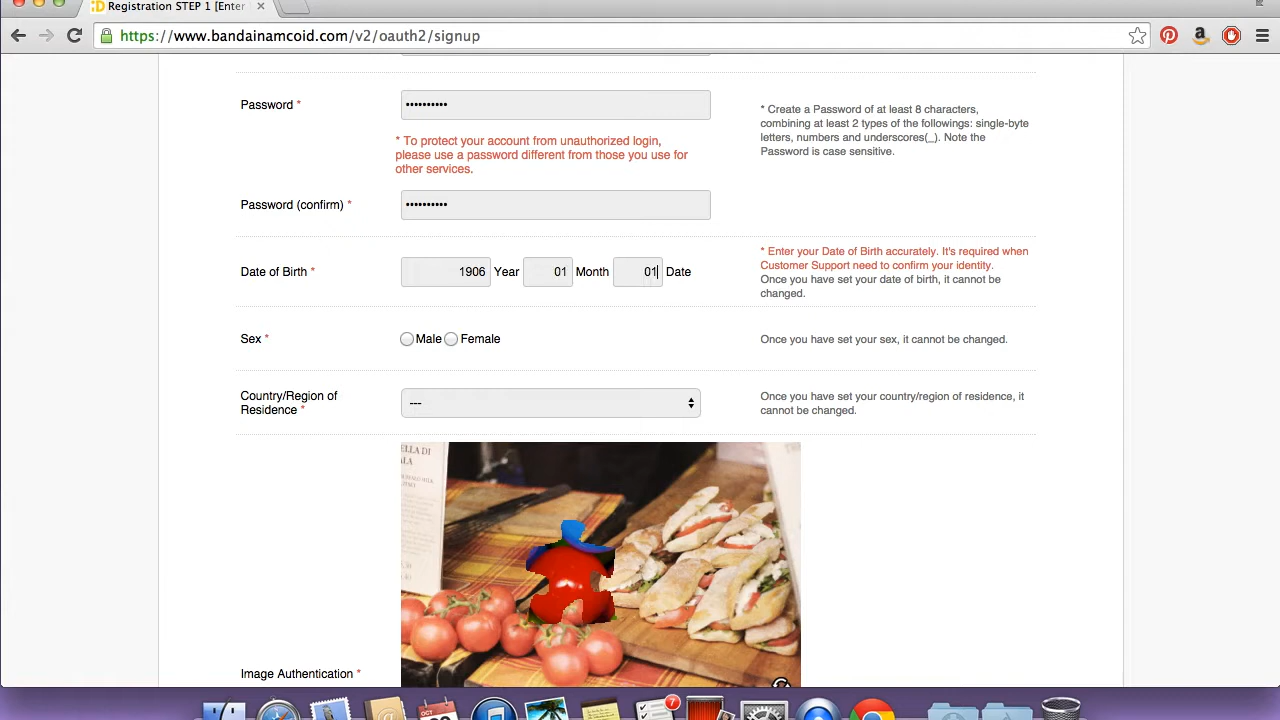 Registration STEP 1 [Enter
https://www.bandainamcoid.com/v2/oauth2/signup
Password *
••••••••••
* Create a Password of at least 8 characters,
combining at least 2 types of the followings: single-byte
letters, numbers and underscores(_). Note the
Password is case sensitive.
* To protect your account from unauthorized login,
please use a password different from those you use for
other services.
Password (confirm) *
••••••••••
Date of Birth *
1906 Year 01 Month 01 Date
* Enter your Date of Birth accurately. It's required when
Customer Support need to confirm your identity.
Once you have set your date of birth, it cannot be
changed.
Sex *
Male Female
Once you have set your sex, it cannot be changed.
Country/Region of
Residence *
---
Once you have set your country/region of residence, it
cannot be changed.
ELLA DI
ALA
Image Authentication *
OCT
7